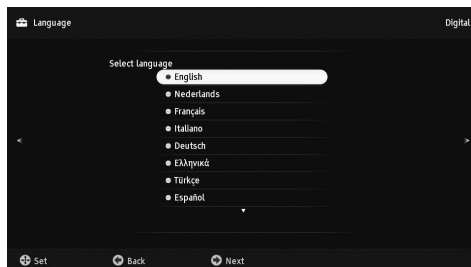 Language
Digital
Select language
English
Nederlands
Français
Italiano
Deutsch
Ελληνικά
Türkçe
Español
Set
Back
Next